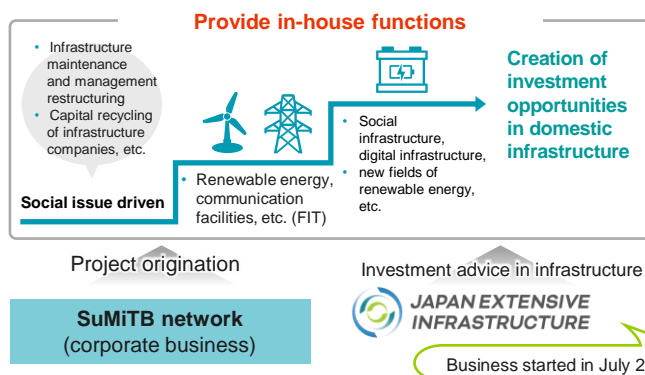 Provide in-house functions
• Infrastructure
maintenance
and management
restructuring
• Capital recycling
of infrastructure
companies, etc.
Social issue driven
• Renewable energy,
communication
facilities, etc. (FIT)
• Social
infrastructure,
digital infrastructure,
• new fields of
renewable energy,
etc.
Creation of
investment
opportunities
in domestic
infrastructure
Project origination
SuMiTB network
(corporate business)
Investment advice in infrastructure
JAPAN EXTENSIVE
INFRASTRUCTURE
Business started in July 2